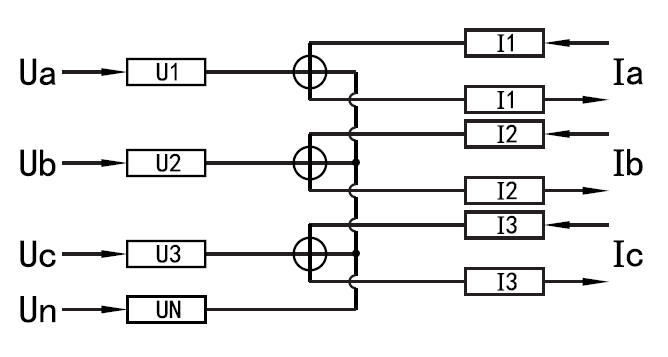 I1
Ua U1 Ia
I1
I2
Ub U2 Ib
I2
I3
Uc U3 Ic
I3
Un UN